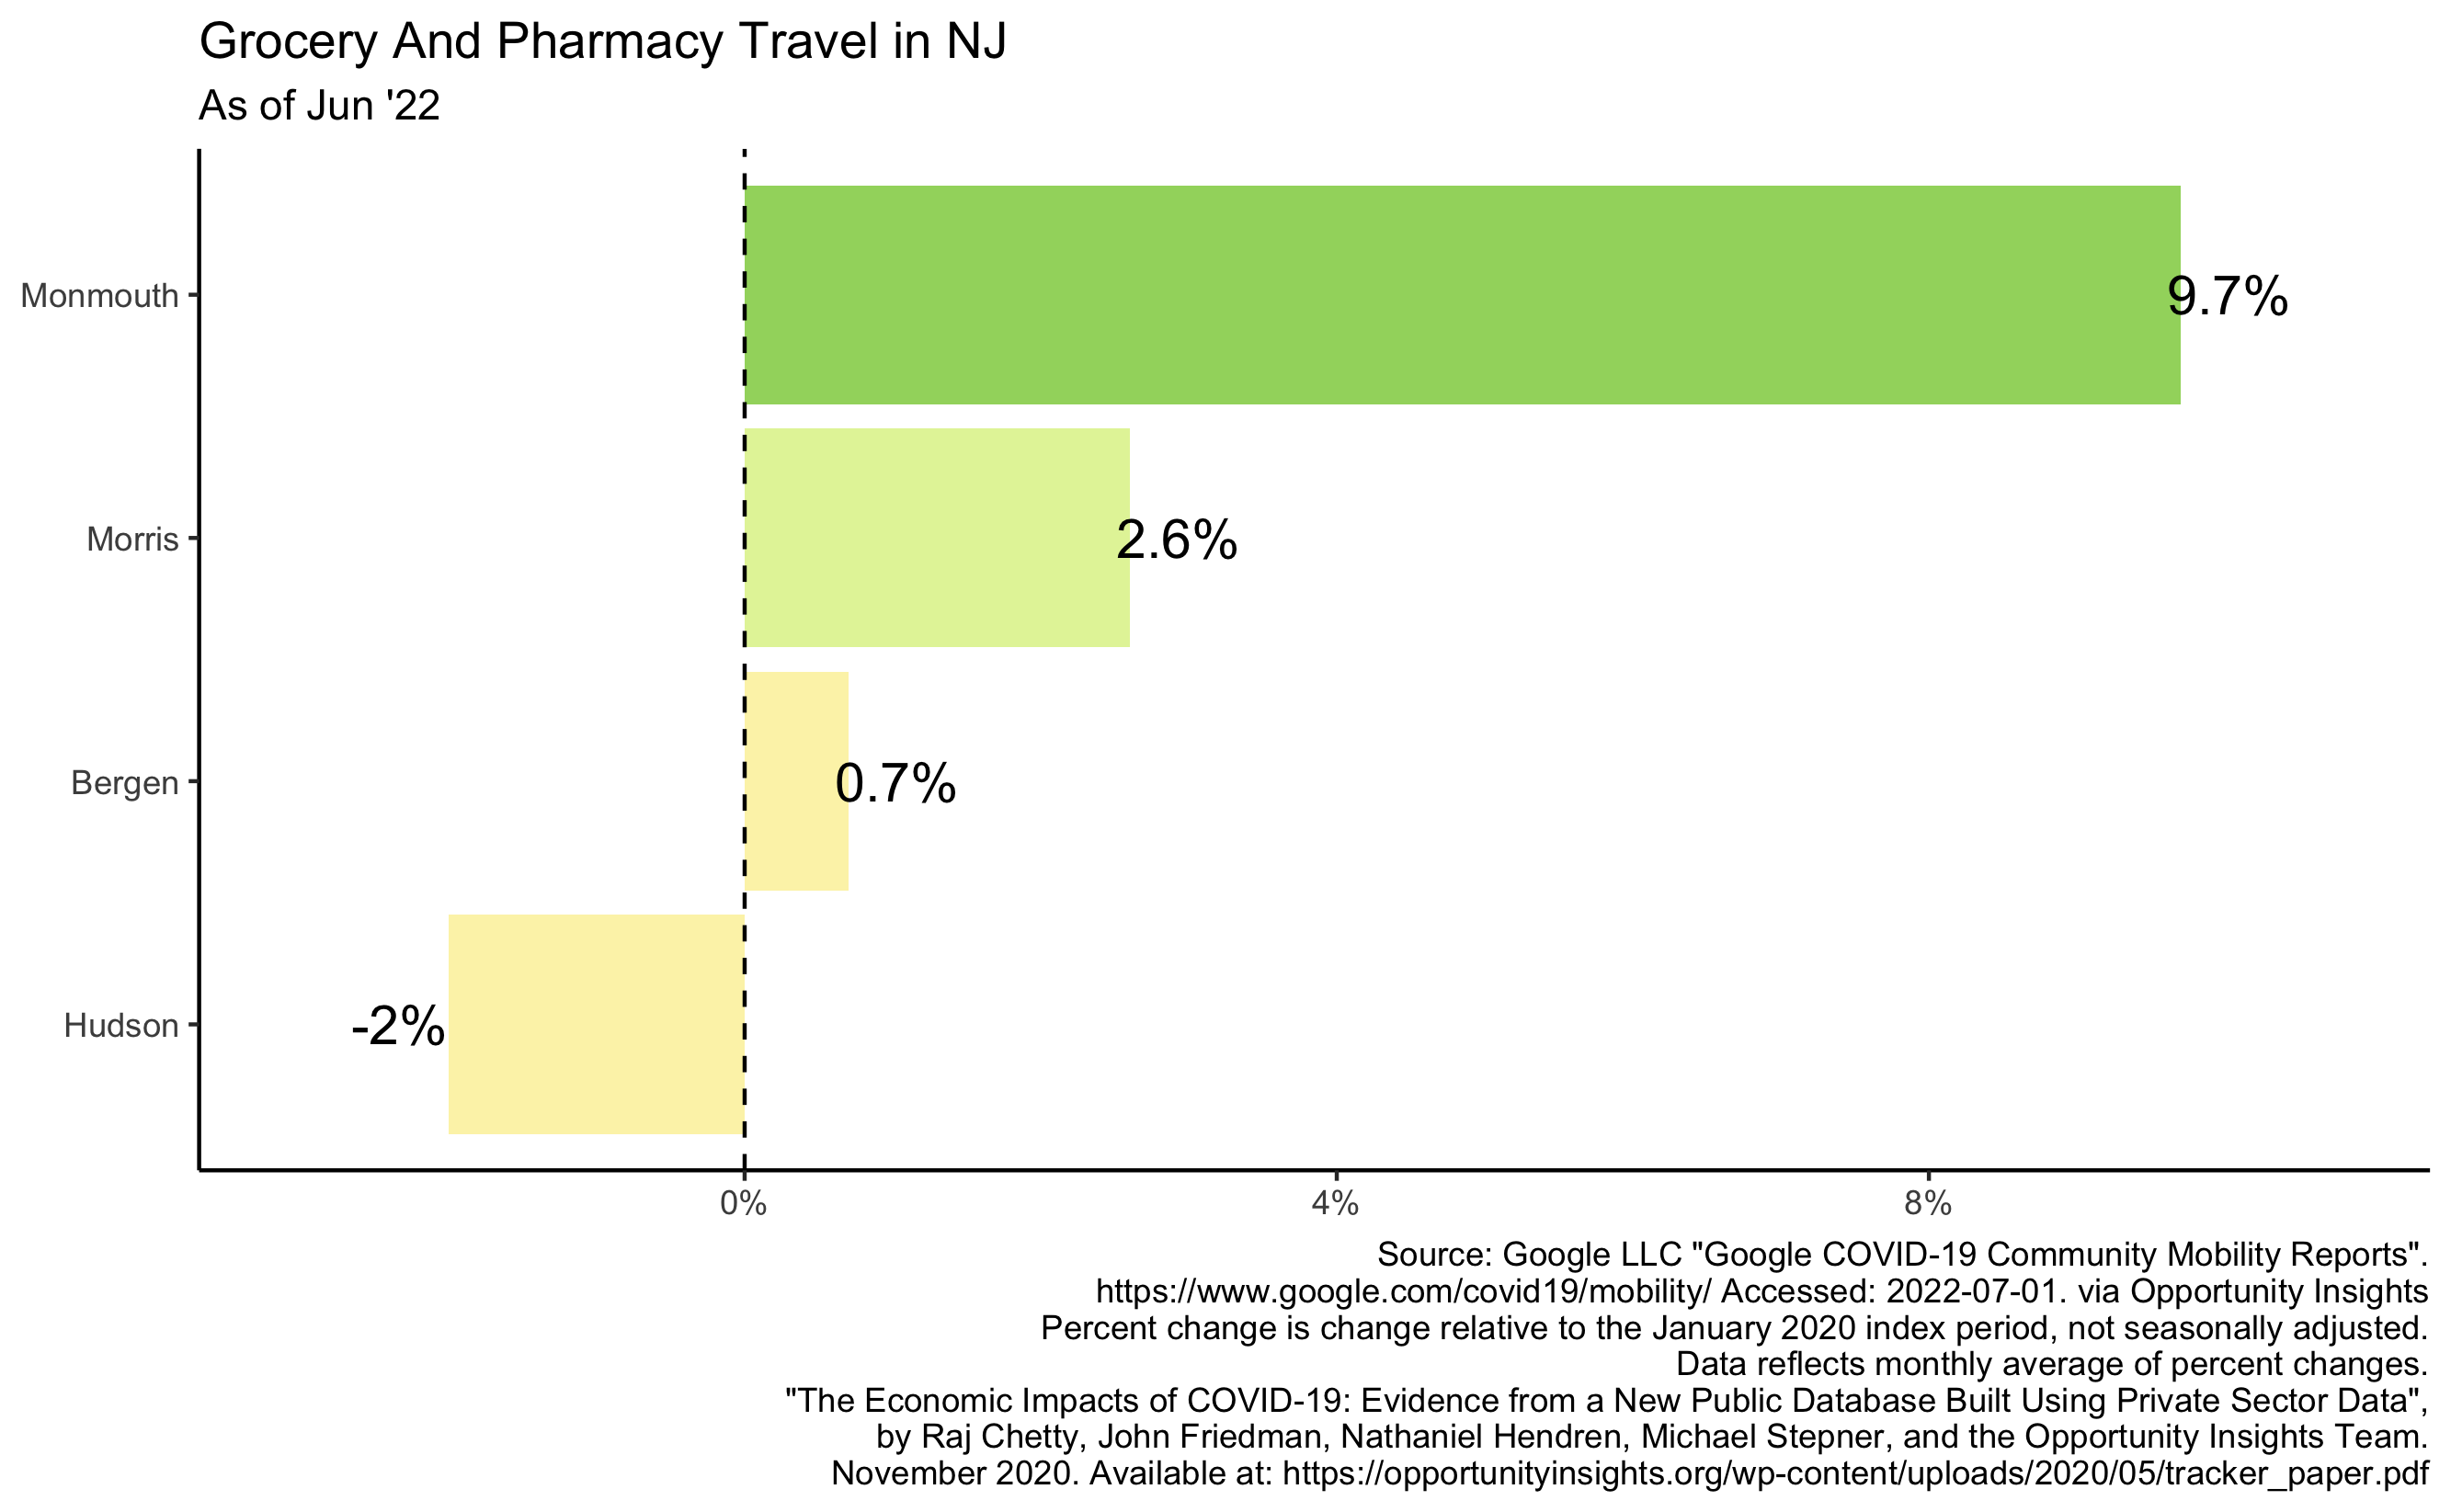 Grocery And Pharmacy Travel in NJ
As of Jun '22
Monmouth
9.7%
Morris
2.6%
Bergen
0.7%
Hudson
-2%
0%
4%
8%
Source: Google LLC "Google COVID-19 Community Mobility Reports".
https://www.google.com/covid19/mobility/ Accessed: 2022-07-01. via Opportunity Insights
Percent change is change relative to the January 2020 index period, not seasonally adjusted.
Data reflects monthly average of percent changes.
"The Economic Impacts of COVID-19: Evidence from a New Public Database Built Using Private Sector Data",
by Raj Chetty, John Friedman, Nathaniel Hendren, Michael Stepner, and the Opportunity Insights Team.
November 2020. Available at: https://opportunityinsights.org/wp-content/uploads/2020/05/tracker_paper.pdf